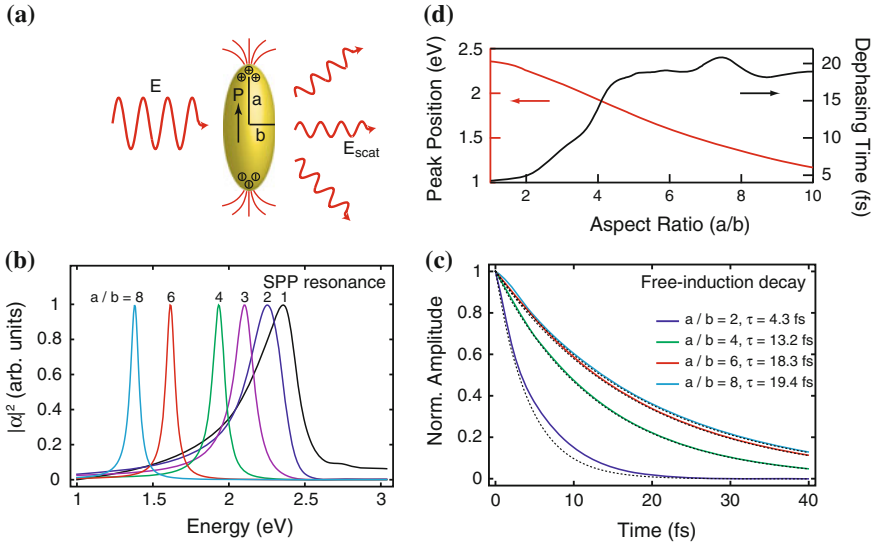 (a)
E
P
a
b
E_scat
(d)
Peak Position (eV)
2.5
2
1.5
1
2 4 6 8 10
Aspect Ratio (a/b)
20
15
10
5
Dephasing Time (fs)
(b)
SPP resonance
a / b = 8 6 4 3 2 1
|α|² (arb. units)
1
0.8
0.6
0.4
0.2
0
1 1.5 2 2.5 3
Energy (eV)
(c)
Free-induction decay
a / b = 2, τ = 4.3 fs
a / b = 4, τ = 13.2 fs
a / b = 6, τ = 18.3 fs
a / b = 8, τ = 19.4 fs
Norm. Amplitude
1.0
0.8
0.6
0.4
0.2
0
0 10 20 30 40
Time (fs)